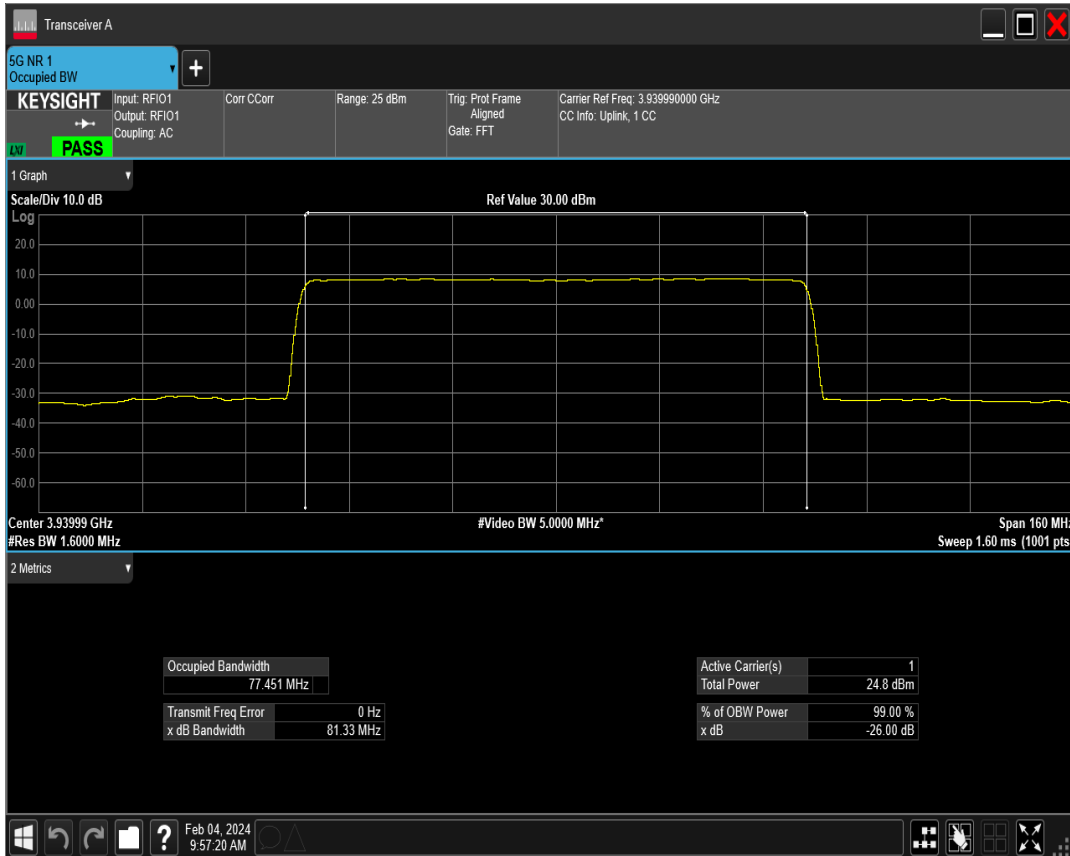 Transceiver A
5G NR 1
Occupied BW
+
KEYSIGHT
LXI
PASS
Input: RFIO1
Output: RFIO1
Coupling: AC
Corr CCorr
Range: 25 dBm
Trig: Prot Frame
Aligned
Gate: FFT
Carrier Ref Freq: 3.939990000 GHz
CC Info: Uplink, 1 CC
1 Graph
Scale/Div 10.0 dB
Ref Value 30.00 dBm
Log
20.0
10.0
0.00
-10.0
-20.0
-30.0
-40.0
-50.0
-60.0
Center 3.93999 GHz
#Video BW 5.0000 MHz*
Span 160 MHz
#Res BW 1.6000 MHz
Sweep 1.60 ms (1001 pts
2 Metrics
Occupied Bandwidth
77.451 MHz
Transmit Freq Error 0 Hz
x dB Bandwidth 81.33 MHz
Active Carrier(s) 1
Total Power 24.8 dBm
% of OBW Power 99.00 %
x dB -26.00 dB
?
Feb 04, 2024
9:57:20 AM